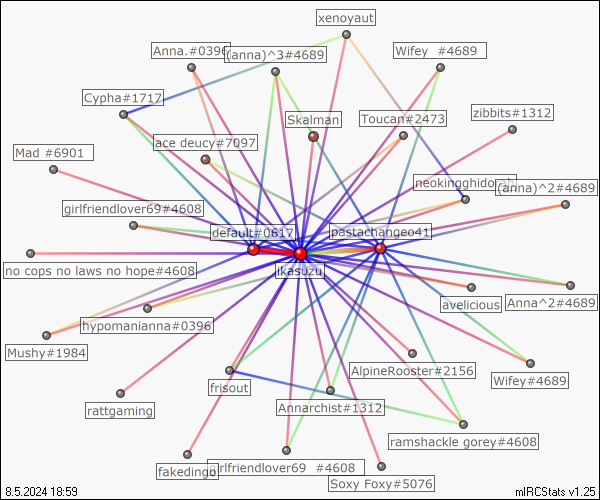 xenoyaut
Anna.#0396
(anna)^3#4689
Wifey #4689
Cypha#1717
Skalman
Toucan#2473
zibbits#1312
ace deucy#7097
Mad #6901
neokingghidorah
(anna)^2#4689
girlfriendlover69#4608
default#0617
pastachangeo41
no cops no laws no hope#4608
ikasuzu
avelicious
Anna^2#4689
hypomanianna#0396
Mushy#1984
AlpineRooster#2156
Wifey#4689
frisout
rattgaming
Annarchist#1312
ramshackle gorey#4608
fakedingo
girlfriendlover69 #4608
Soxy Foxy#5076
8.5.2024 18:59
mIRCStats v1.25